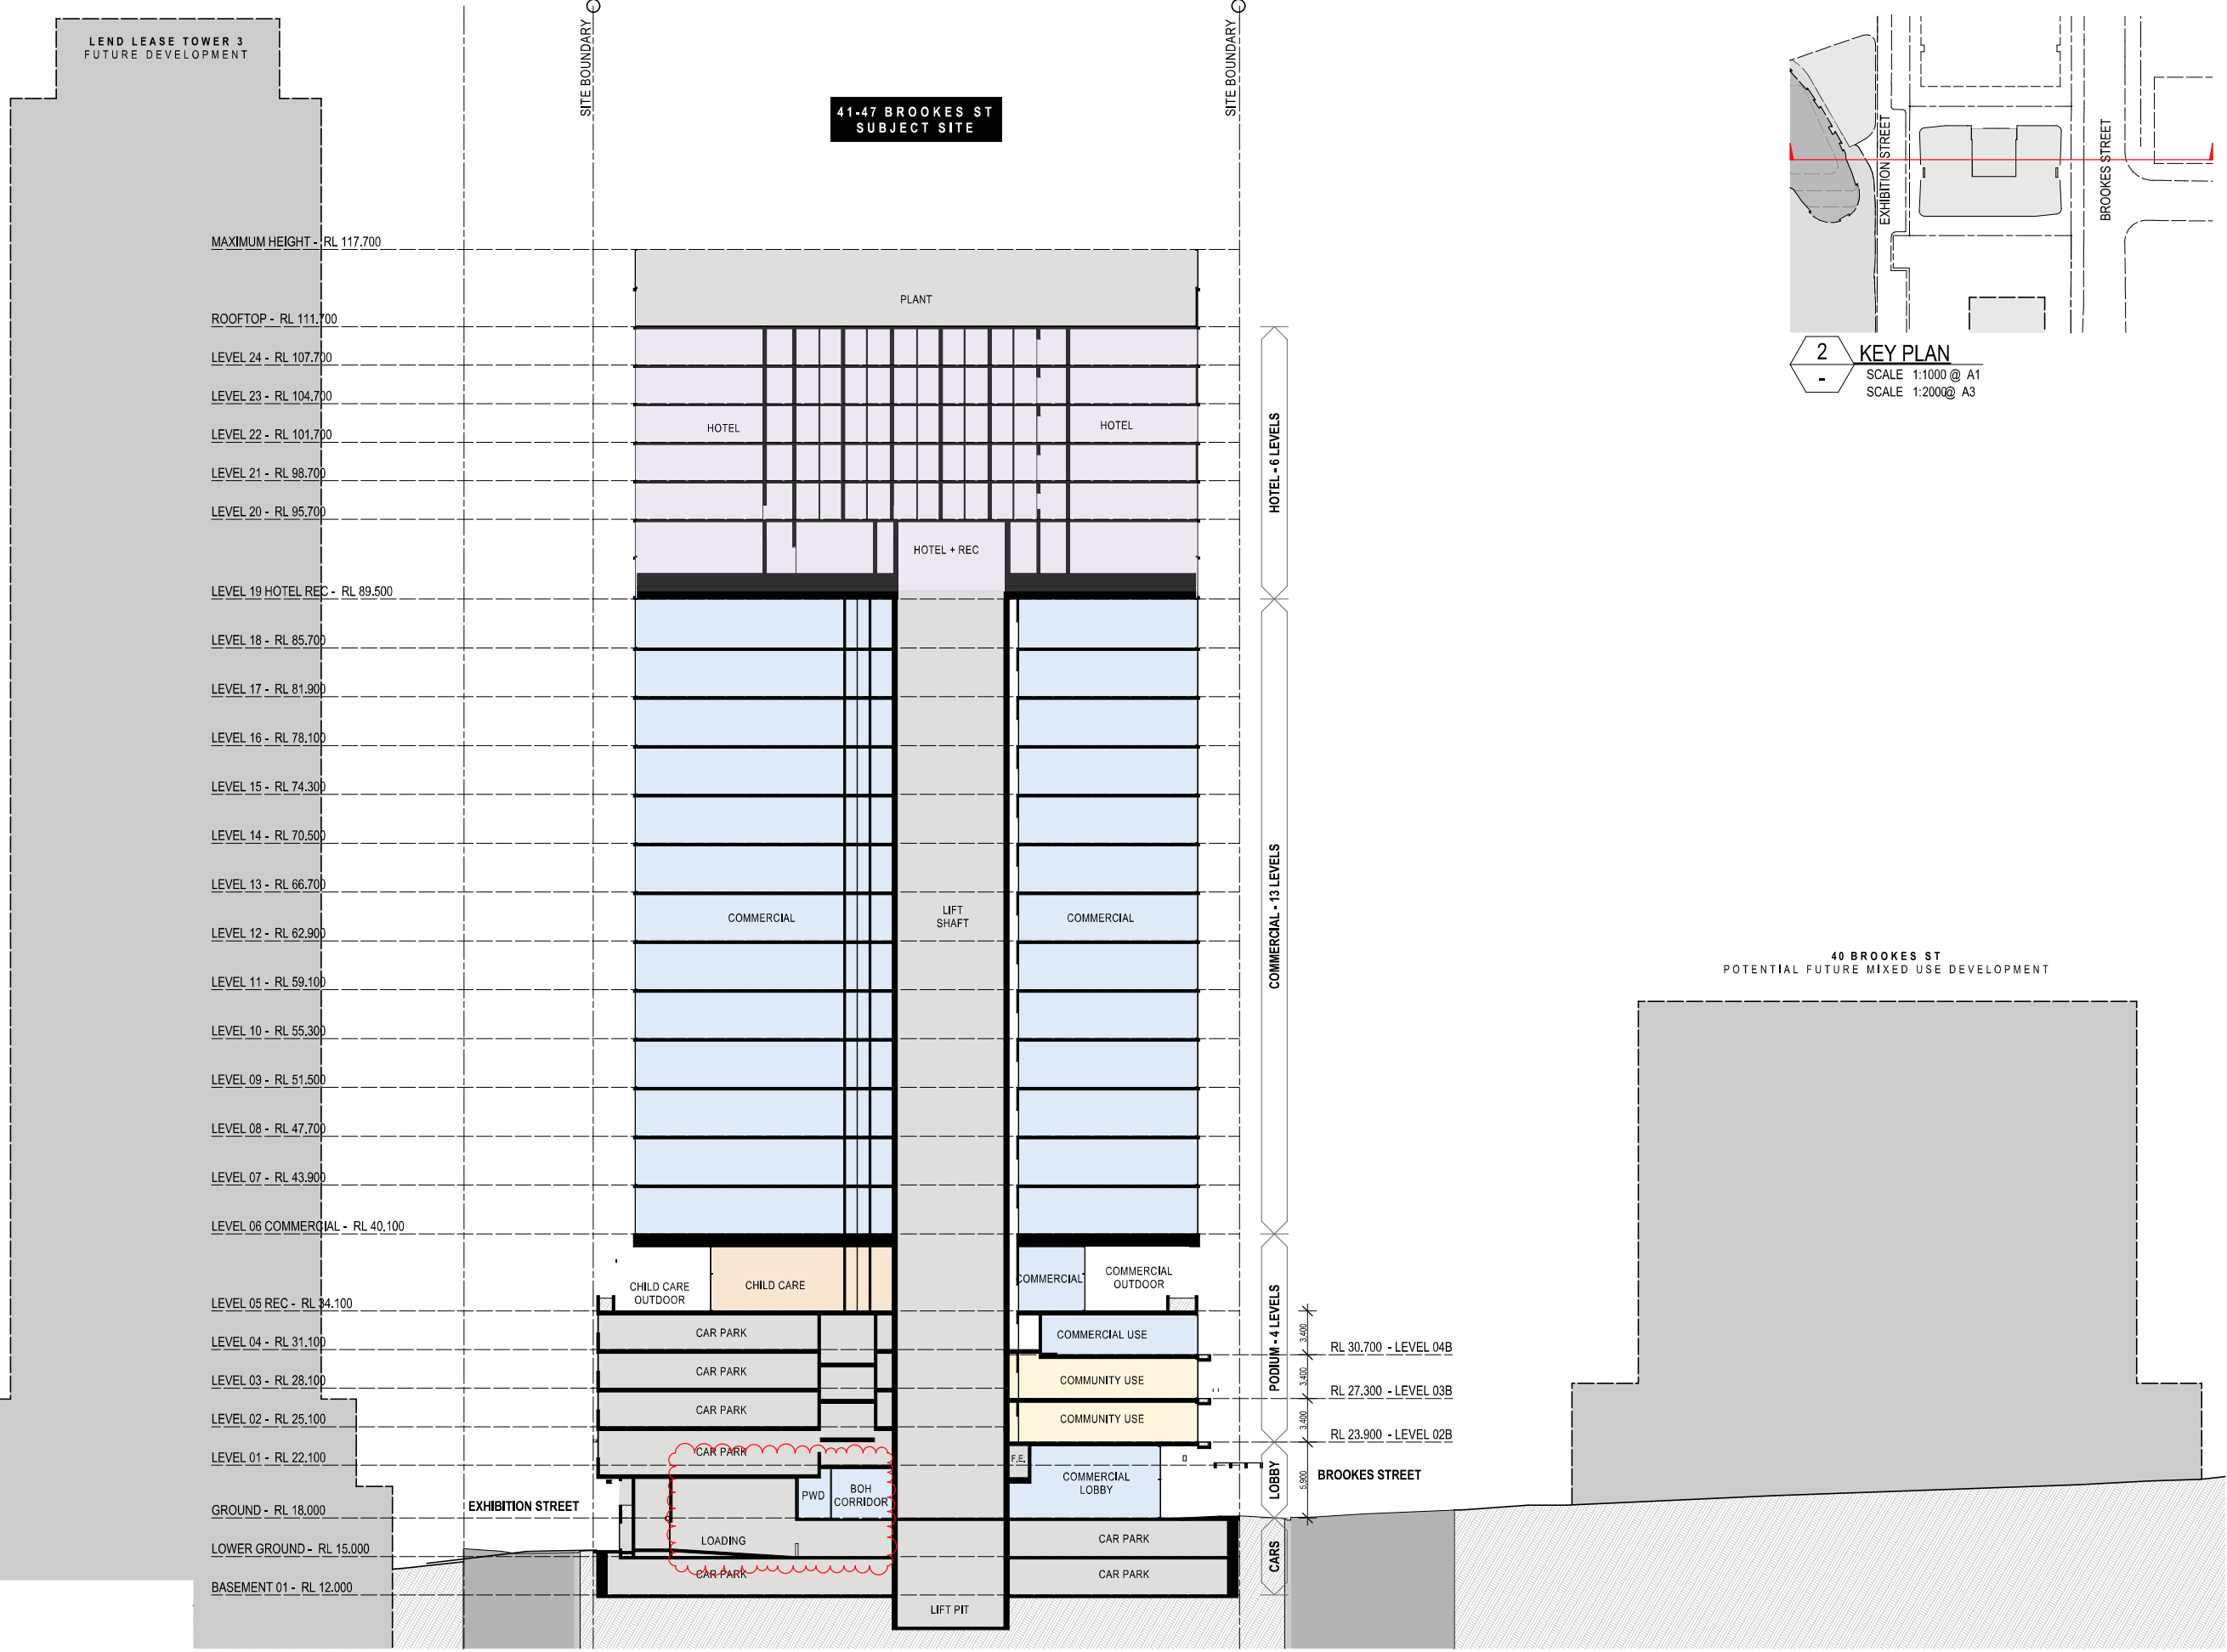 LEND LEASE TOWER 3
FUTURE DEVELOPMENT
SITE BOUNDARY
SITE BOUNDARY
41-47 BROOKES ST
SUBJECT SITE
EXHIBITION STREET
BROOKES STREET
2
-
KEY PLAN
SCALE 1:1000 @ A1
SCALE 1:2000@ A3
MAXIMUM HEIGHT - RL 117.700
ROOFTOP - RL 111.700
LEVEL 24 - RL 107.700
LEVEL 23 - RL 104.700
LEVEL 22 - RL 101.700
LEVEL 21 - RL 98.700
LEVEL 20 - RL 95.700
LEVEL 19 HOTEL REC - RL 89.500
LEVEL 18 - RL 85.700
LEVEL 17 - RL 81.900
LEVEL 16 - RL 78.100
LEVEL 15 - RL 74.300
LEVEL 14 - RL 70.500
LEVEL 13 - RL 66.700
LEVEL 12 - RL 62.900
LEVEL 11 - RL 59.100
LEVEL 10 - RL 55.300
LEVEL 09 - RL 51.500
LEVEL 08 - RL 47.700
LEVEL 07 - RL 43.900
LEVEL 06 COMMERCIAL - RL 40.100
LEVEL 05 REC - RL 34.100
LEVEL 04 - RL 31.100
LEVEL 03 - RL 28.100
LEVEL 02 - RL 25.100
LEVEL 01 - RL 22.100
GROUND - RL 18.000
LOWER GROUND - RL 15.000
BASEMENT 01 - RL 12.000
PLANT
HOTEL
HOTEL
HOTEL + REC
COMMERCIAL
LIFT
SHAFT
COMMERCIAL
CHILD CARE
OUTDOOR
CHILD CARE
COMMERCIAL
COMMERCIAL
OUTDOOR
CAR PARK
COMMERCIAL USE
CAR PARK
COMMUNITY USE
CAR PARK
COMMUNITY USE
CAR PARK
F.E.
COMMERCIAL
LOBBY
PWD
BOH
CORRIDOR
LOADING
CAR PARK
CAR PARK
CAR PARK
LIFT PIT
EXHIBITION STREET
HOTEL - 6 LEVELS
COMMERCIAL - 13 LEVELS
PODIUM - 4 LEVELS
LOBBY
CARS
3.400
3.400
3.400
5.900
RL 30.700 - LEVEL 04B
RL 27.300 - LEVEL 03B
RL 23.900 - LEVEL 02B
BROOKES STREET
40 BROOKES ST
POTENTIAL FUTURE MIXED USE DEVELOPMENT